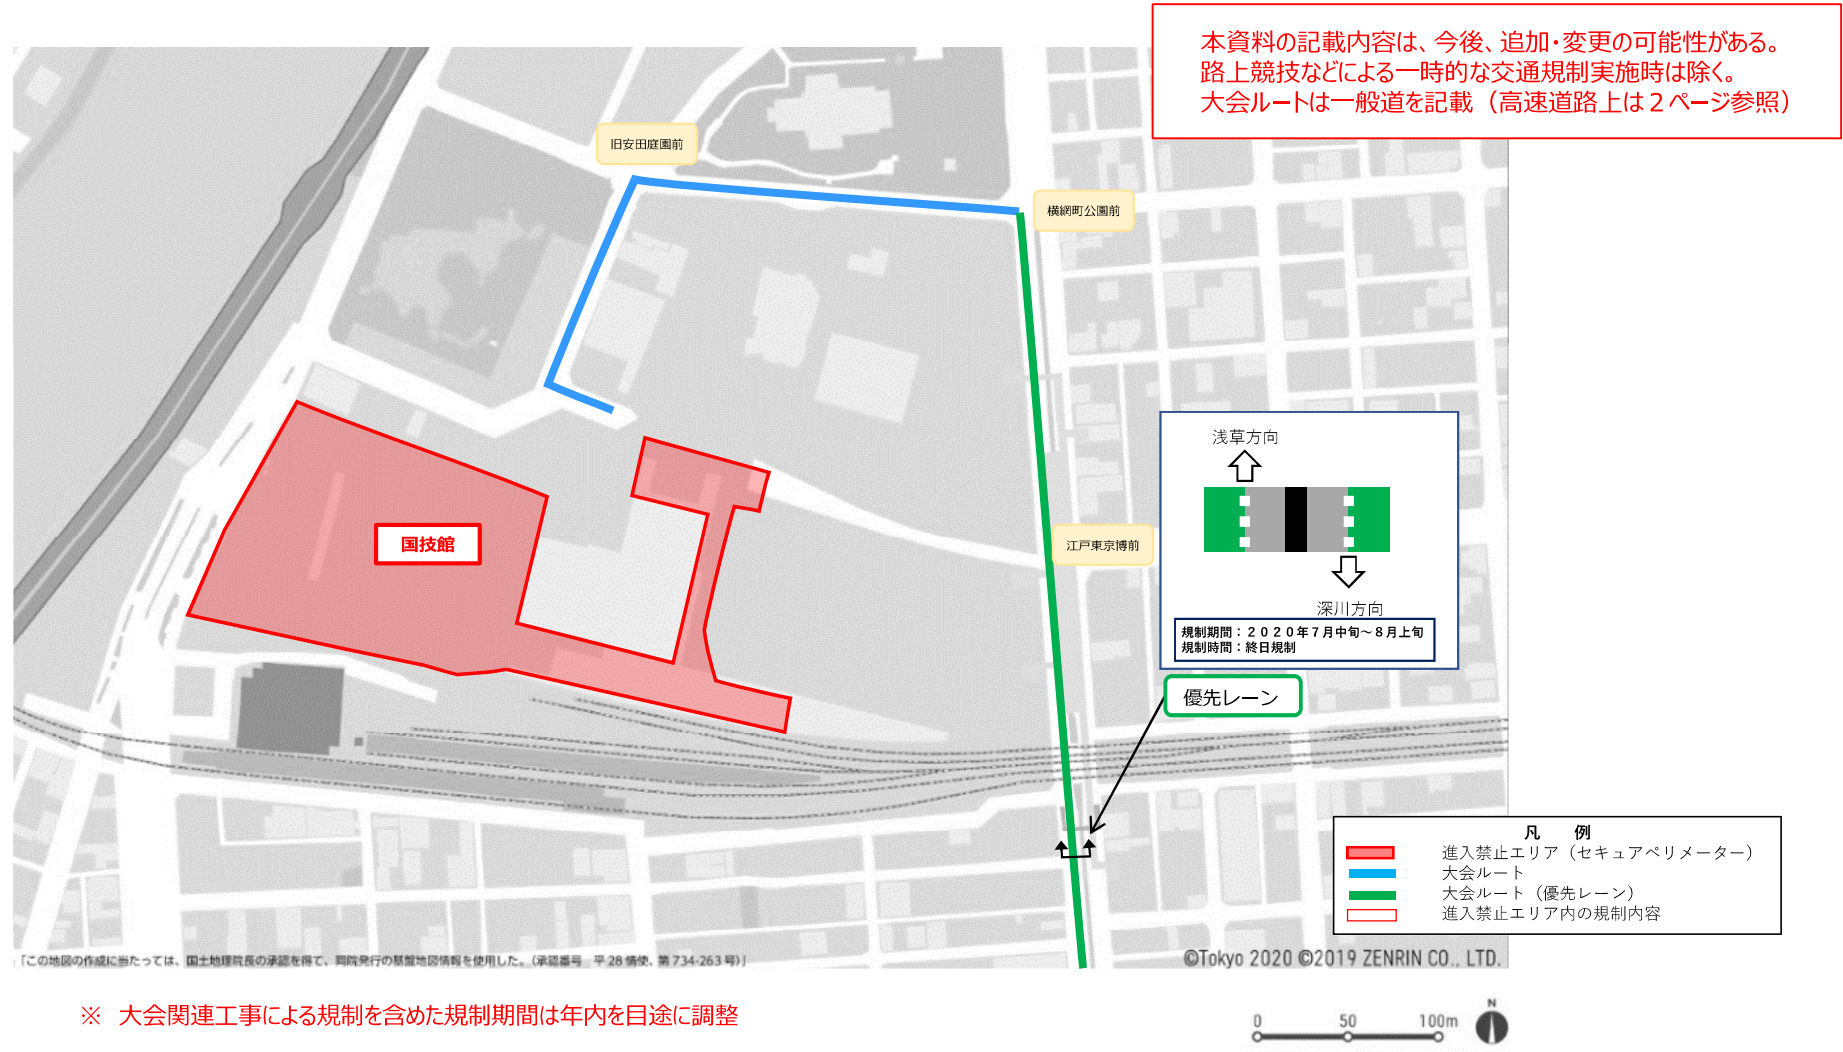 本資料の記載内容は、今後、追加・変更の可能性がある。
路上競技などによる一時的な交通規制実施時は除く。
大会ルートは一般道を記載（高速道路上は２ページ参照）
旧安田庭園前
横網町公園前
浅草方向
国技館
江戸東京博前
深川方向
規制期間：２０２０年７月中旬～８月上旬
規制時間：終日規制
優先レーン
凡　例
進入禁止エリア（セキュアペリメーター）
大会ルート
大会ルート（優先レーン）
進入禁止エリア内の規制内容
「この地図の作成に当たっては、国土地理院長の承認を得て、同院発行の基盤地図情報を使用した。（承認番号　平28情使、第734-263号）」
©Tokyo 2020 ©2019 ZENRIN CO., LTD.
※　大会関連工事による規制を含めた規制期間は年内を目途に調整
N
0 50 100m